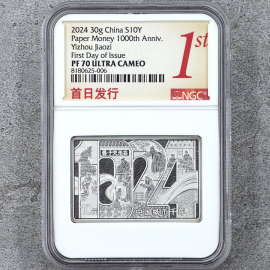 2024 30g China S10Y
Paper Money 1000th Anniv.
Yizhou Jiaozi
First Day of Issue
PF 70 ULTRA CAMEO
8180625-006
首日发行
1st
NGC
1024